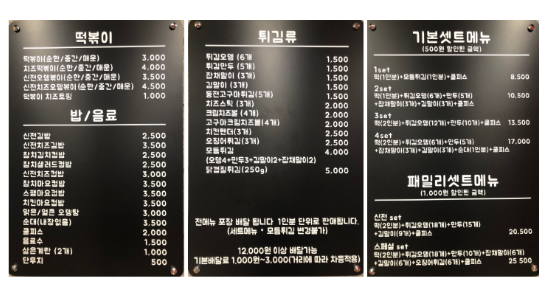 떡볶이
떡볶이(순한/중간/매운) 3.000
치즈떡볶이(순한/중간/매운) 4.000
신전오뎅볶이(순한/중간/매운) 3.500
신전치즈오뎅볶이(순한/중간/매운) 4.500
떡볶이 치즈토핑 1.000
밥/음료
신전김밥 2.500
신전치즈김밥 3.500
참치김치컵밥 2.500
참치샐러드컵밥 2.500
신전치즈컵밥 3.000
참치마요컵밥 3.500
스팸마요컵밥 3.500
치킨마요컵밥 3.500
맑은/얼큰 오뎅탕 3.000
순대(내장없음) 3.500
쿨피스 2.000
음료수 1.500
삶은계란 (2개) 1.000
단무지 500
튀김류
튀김오뎅 (6개 1.500
튀김만두 (5개) 1.500
잡채말이 (3개) 1.500
김말이 (3개) 1.500
통전고구마튀김(5개) 1.500
치즈스틱 (3개) 2.000
크림치즈볼 (4개) 2.000
고구마크림치즈볼(4개) 2.000
치킨텐더(3개) 2.500
오징어튀김(3개) 2.500
모듬튀김 4.000
(오뎅4+만두3+김말이2+잡채말이2)
닭껍질튀김(250g) 5.000
전메뉴 포장 배달 됩니다 1인분 단위로 판매됩니다.
(세트메뉴 · 모듬튀김 변경불가)
12.000원 이상 배달가능
기본배달료 1.000원~3.000(거리에 따라 차등적용)
기본셋트메뉴
(500원 할인된 금액)
1set
떡(1인분)+모듬튀김(1인분)+쿨피스 8.500
2set
떡(1인분)+튀김오뎅(6개)+만두(5개) 10.500
+잡채말이(3개)+김말이(3개)+쿨피스
3set
떡(2인분)+튀김오뎅(12개)+만두(10개)+쿨피스 13.500
4set
떡(2인분)+튀김오뎅(6개)+만두(5개) 17.000
+잡채말이(3개)+김말이(3개)+순대(1인분)+쿨피스
패밀리셋트메뉴
(1.000원 할인된 금액)
신전 set
떡(2인분)+튀김오뎅(18개)+만두(15개)
+김말이(9개)+쿨피스 20.500
스페셜 set
떡(2인분)+튀김오뎅(18개)+만두(10개)+잡채말이(6개)
+김말이(6개)+오징어튀김(6개)+쿨피스 25 500